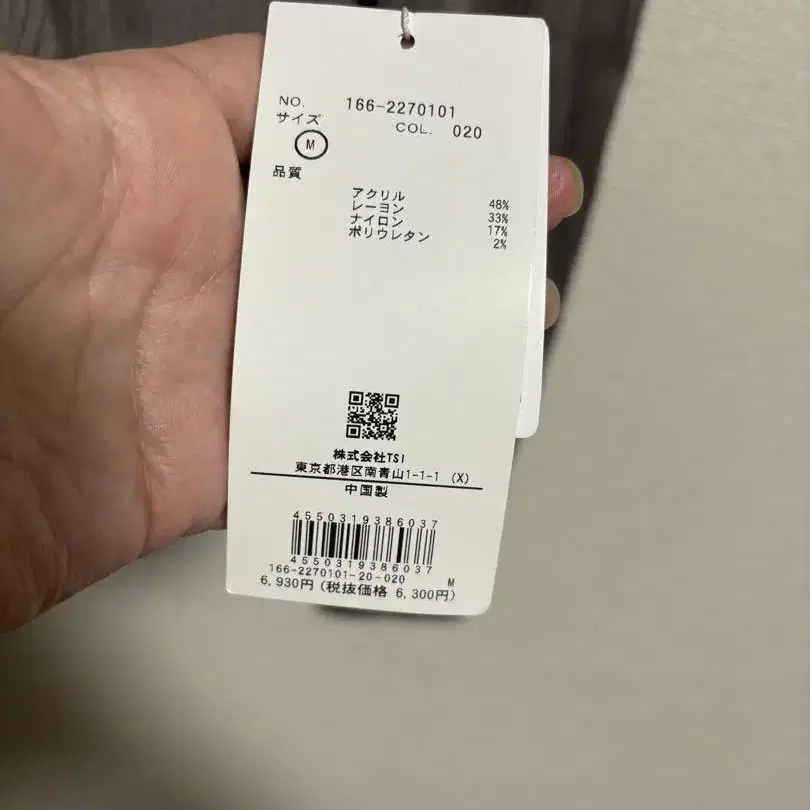 NO. 166-2270101
サイズ COL. 020
M
品質
アクリル 48%
レーヨン 33%
ナイロン 17%
ポリウレタン 2%
株式会社TSI
東京都港区南青山1-1-1 (X)
中国製
4550319386037
4550319386037
166-2270101-20-020 M
6,930円 (税抜価格 6,300円)